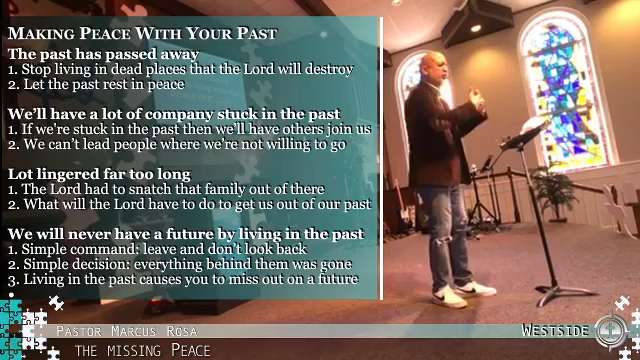 Making Peace With Your Past
The past has passed away
1. Stop living in dead places that the Lord will destroy
2. Let the past rest in peace
We'll have a lot of company stuck in the past
1. If we're stuck in the past then we'll have others join us
2. We can't lead people where we're not willing to go
Lot lingered far too long
1. The Lord had to snatch that family out of there
2. What will the Lord have to do to get us out of our past
We will never have a future by living in the past
1. Simple command: leave and don't look back
2. Simple decision: everything behind them was gone
3. Living in the past causes you to miss out on a future
Pastor Marcus Rosa
Westside
the missing Peace